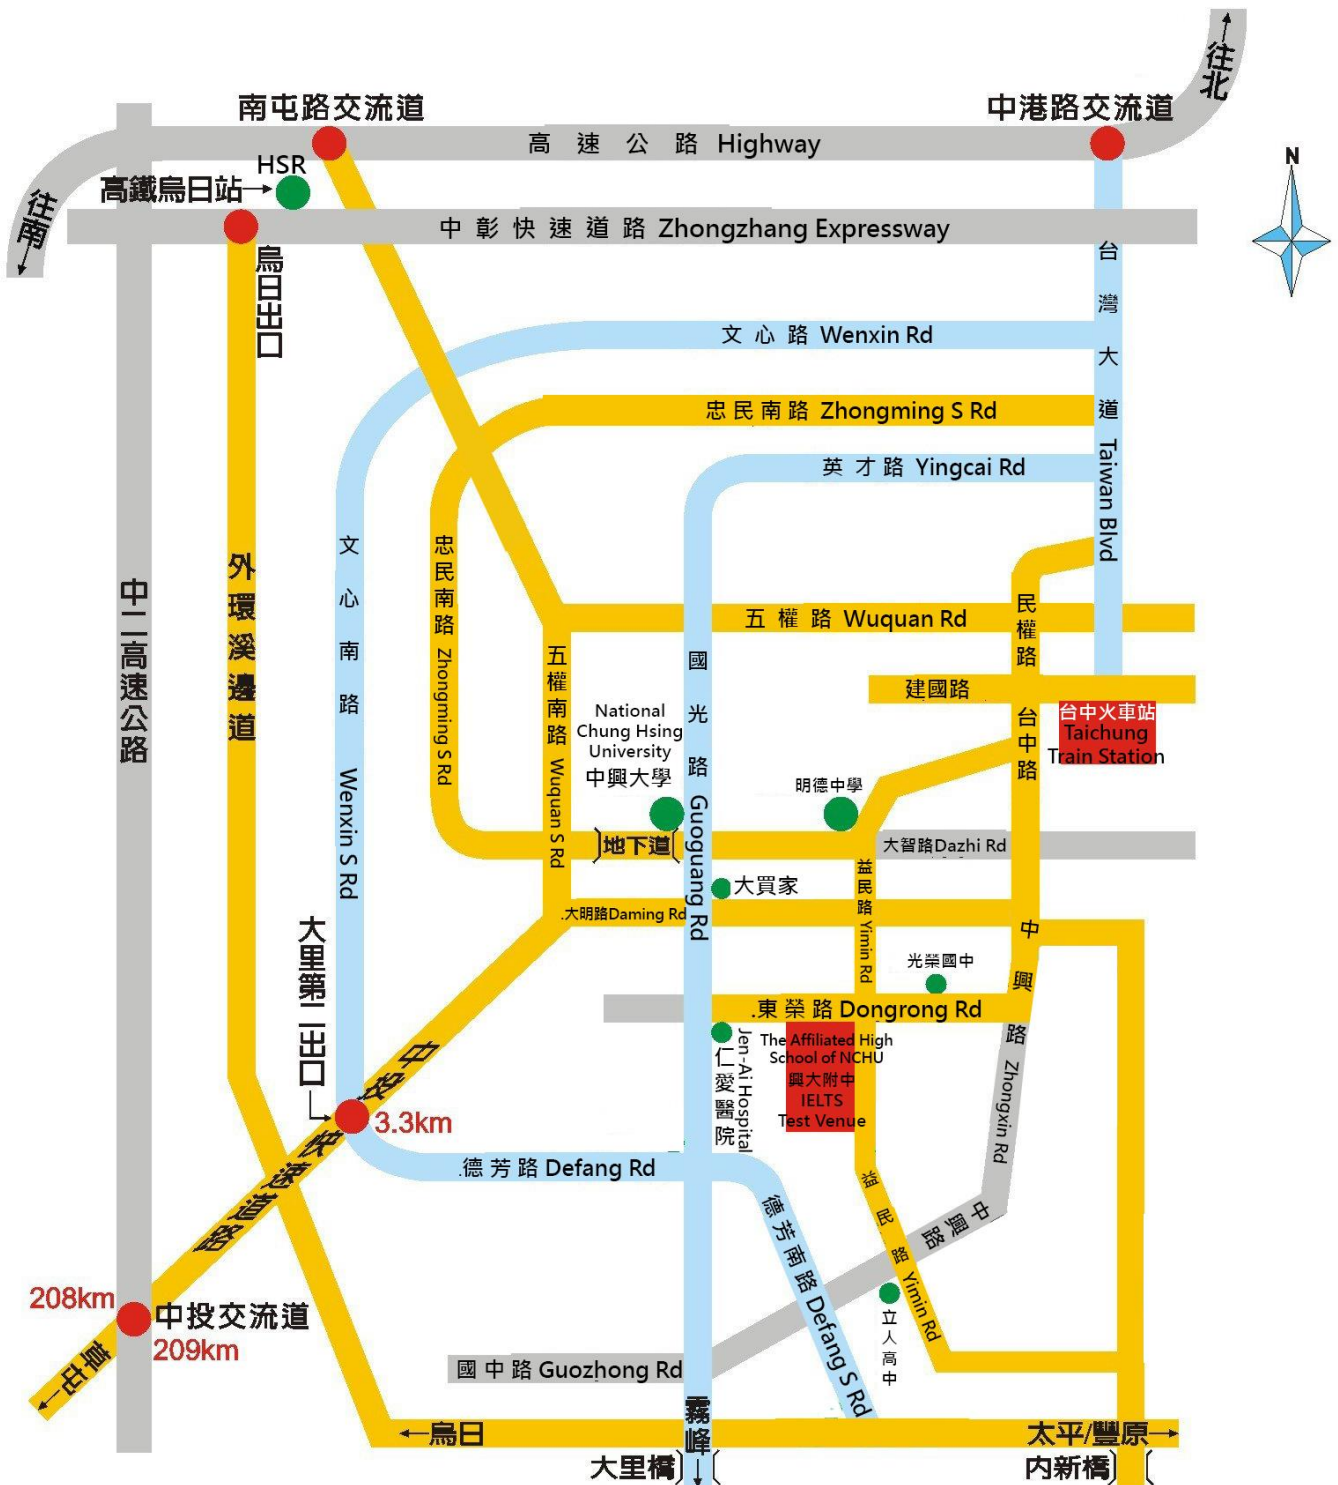 往北
南屯路交流道
中港路交流道
高速公路 Highway
N
HSR
高鐵烏日站
往南
中彰快速道路 Zhongzhang Expressway
烏日出口
台灣大道 Taiwan Blvd
文心路 Wenxin Rd
忠民南路 Zhongming S Rd
英才路 Yingcai Rd
中二高速公路
外環溪邊道
文心南路 Wenxin S Rd
忠民南路 Zhongming S Rd
五權南路 Wuquan S Rd
國光路 Guoguang Rd
五權路 Wuquan Rd
民權路
建國路
台中路
台中火車站
Taichung
Train Station
National
Chung Hsing
University
中興大學
明德中學
地下道
大智路Dazhi Rd
大買家
益民路 Yimin Rd
.大明路Daming Rd
中興路 Zhongxin Rd
光榮國中
大里第二出口
.東榮路 Dongrong Rd
The Affiliated High
School of NCHU
興大附中
IELTS
Test Venue
仁愛醫院
Jen-Ai Hospital
中投快速道路
3.3km
.德芳路 Defang Rd
德芳南路 Defang S Rd
益民路 Yimin Rd
中興路
208km
中投交流道
209km
草屯
立人高中
國中路 Guozhong Rd
霧峰
烏日
太平/豐原
大里橋
內新橋